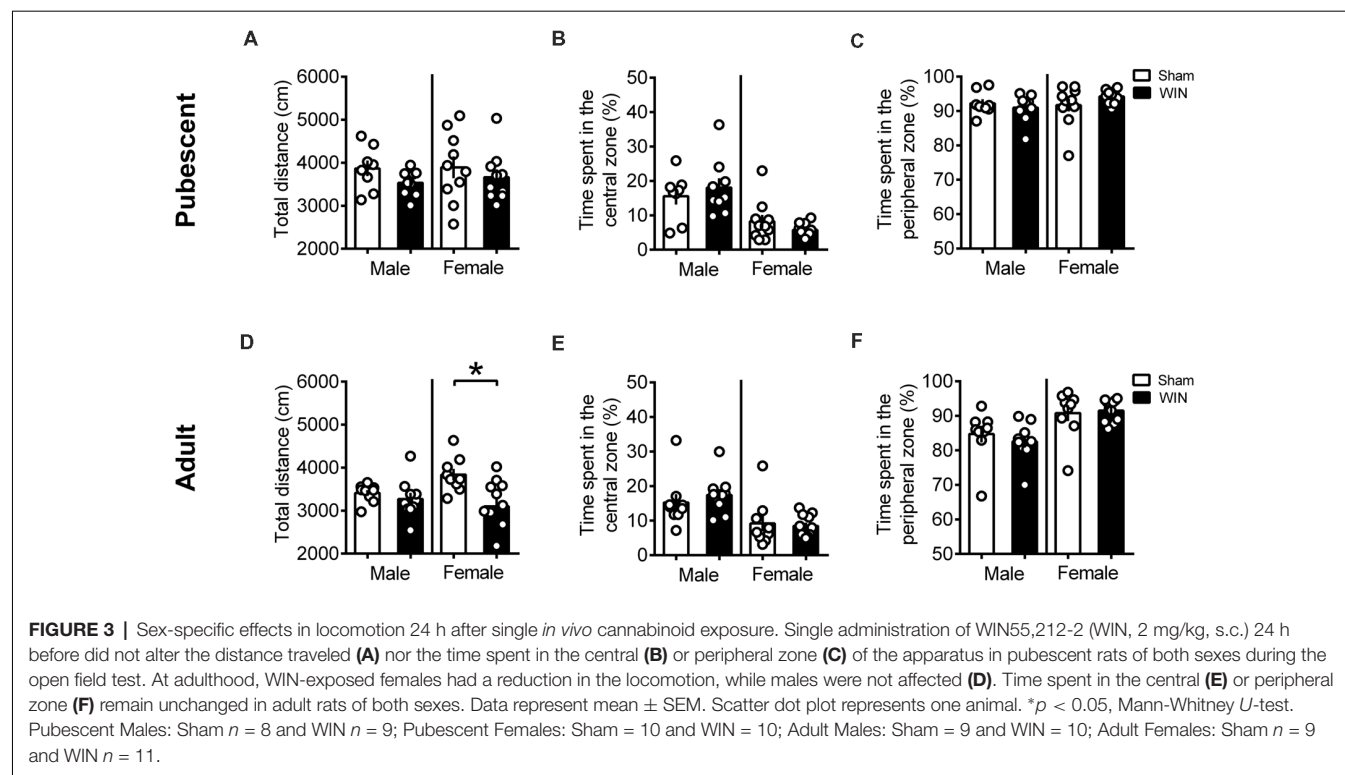 A
B
C
Pubescent
Total distance (cm)
6000
5000
4000
3000
2000
Male Female
Time spent in the
central zone (%)
50
40
30
20
10
0
Male Female
Time spent in the
peripheral zone (%)
100
90
80
70
60
50
Male Female
Sham
WIN
D
E
F
Adult
Total distance (cm)
6000
5000
4000
3000
2000
*
Male Female
Time spent in the
central zone (%)
50
40
30
20
10
0
Male Female
Time spent in the
peripheral zone (%)
100
90
80
70
60
50
Male Female
Sham
WIN
FIGURE 3 | Sex-specific effects in locomotion 24 h after single in vivo cannabinoid exposure. Single administration of WIN55,212-2 (WIN, 2 mg/kg, s.c.) 24 h
before did not alter the distance traveled (A) nor the time spent in the central (B) or peripheral zone (C) of the apparatus in pubescent rats of both sexes during the
open field test. At adulthood, WIN-exposed females had a reduction in the locomotion, while males were not affected (D). Time spent in the central (E) or peripheral
zone (F) remain unchanged in adult rats of both sexes. Data represent mean ± SEM. Scatter dot plot represents one animal. *p < 0.05, Mann-Whitney U-test.
Pubescent Males: Sham n = 8 and WIN n = 9; Pubescent Females: Sham = 10 and WIN = 10; Adult Males: Sham = 9 and WIN = 10; Adult Females: Sham n = 9
and WIN n = 11.